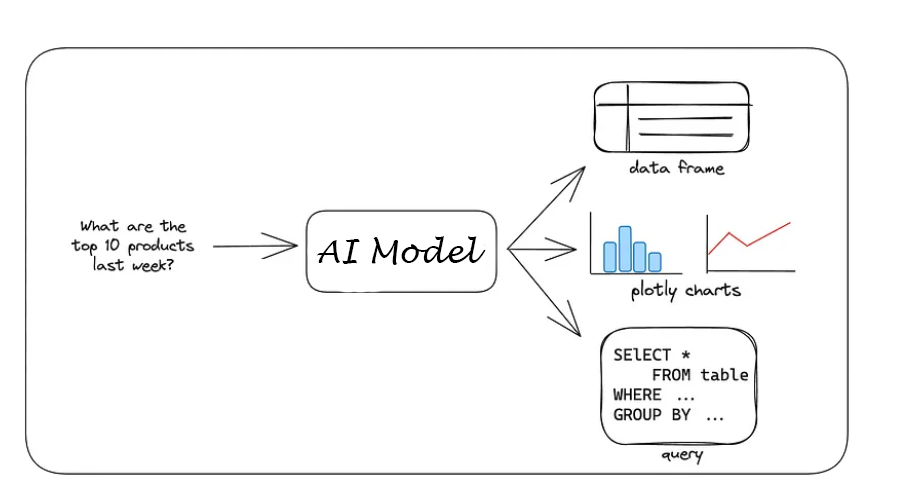 What are the
top 10 products
last week?
AI Model
data frame
plotly charts
SElECT *
FROM table
WHERE ...
GROUP BY ...
query